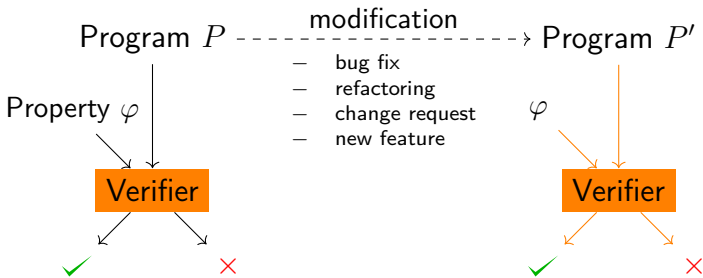 modification
Program P
Program P′
– bug fix
– refactoring
– change request
– new feature
Property φ
φ
Verifier
Verifier